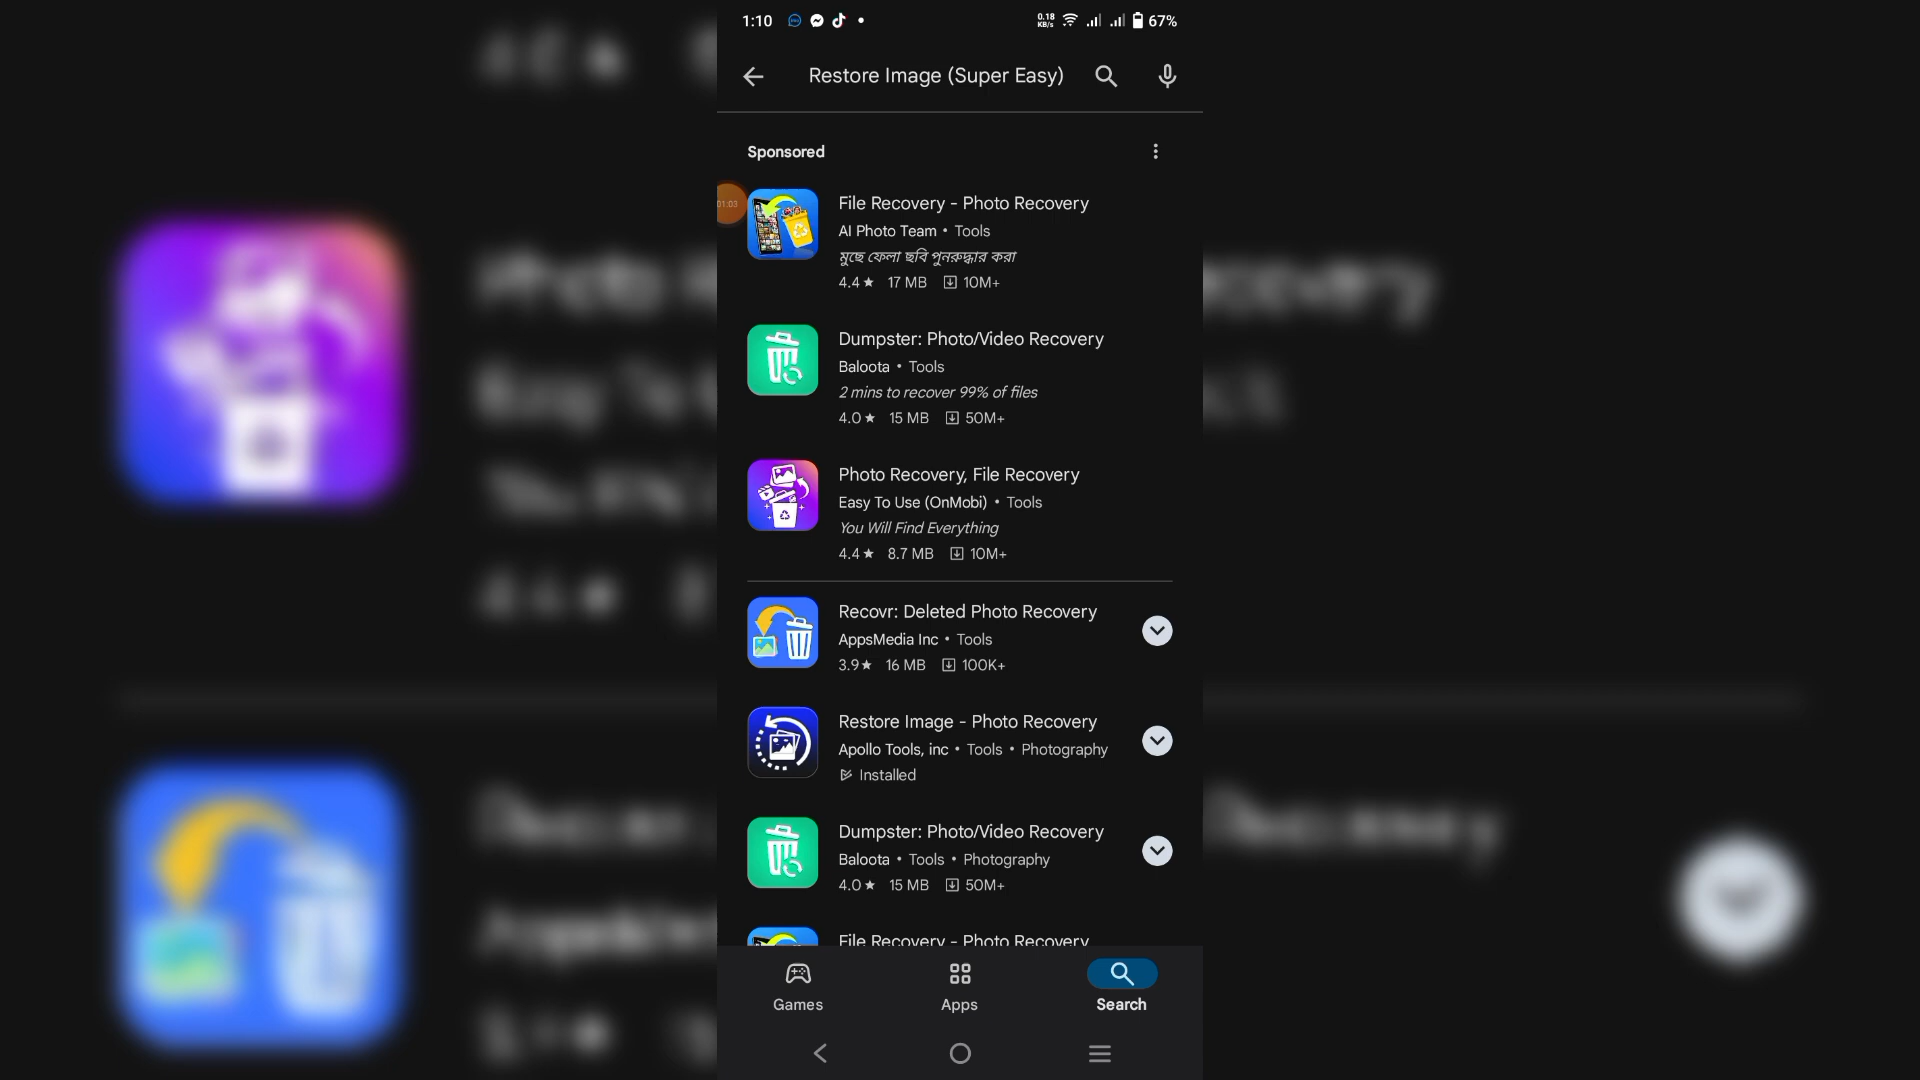 1:10
0.18 KB/s
67%
Restore Image (Super Easy)
Sponsored
01:03
File Recovery - Photo Recovery
AI Photo Team • Tools
মুছে ফেলা ছবি পুনরুদ্ধার করা
4.4★ 17 MB 10M+
Dumpster: Photo/Video Recovery
Baloota • Tools
2 mins to recover 99% of files
4.0★ 15 MB 50M+
Photo Recovery, File Recovery
Easy To Use (OnMobi) • Tools
You Will Find Everything
4.4★ 8.7 MB 10M+
Recovr: Deleted Photo Recovery
AppsMedia Inc • Tools
3.9★ 16 MB 100K+
Restore Image - Photo Recovery
Apollo Tools, inc • Tools • Photography
Installed
Dumpster: Photo/Video Recovery
Baloota • Tools • Photography
4.0★ 15 MB 50M+
File Recovery - Photo Recovery
Games
Apps
Search